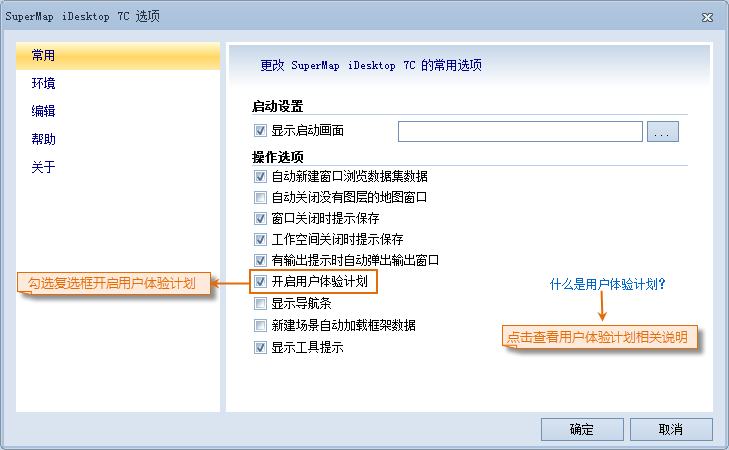 SuperMap iDesktop 7C 选项
常用
环境
编辑
帮助
关于
更改 SuperMap iDesktop 7C 的常用选项
启动设置
显示启动画面
...
操作选项
自动新建窗口浏览数据集数据
自动关闭没有图层的地图窗口
窗口关闭时提示保存
工作空间关闭时提示保存
有输出提示时自动弹出输出窗口
勾选复选框开启用户体验计划
开启用户体验计划
什么是用户体验计划?
显示导航条
新建场景自动加载框架数据
点击查看用户体验计划相关说明
显示工具提示
确定
取消